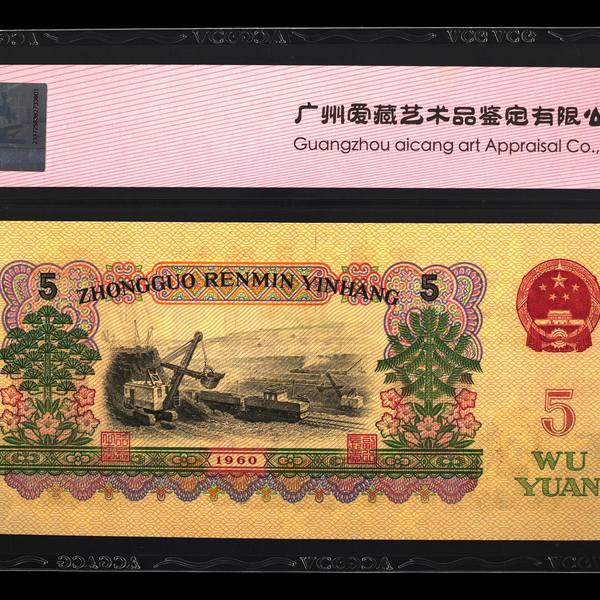 广州爱藏艺术品鉴定有限公
Guangzhou aicang art Appraisal Co.,
5 ZHONGGUO RENMIN YINHANG 5
5
WU
YUAN
1960